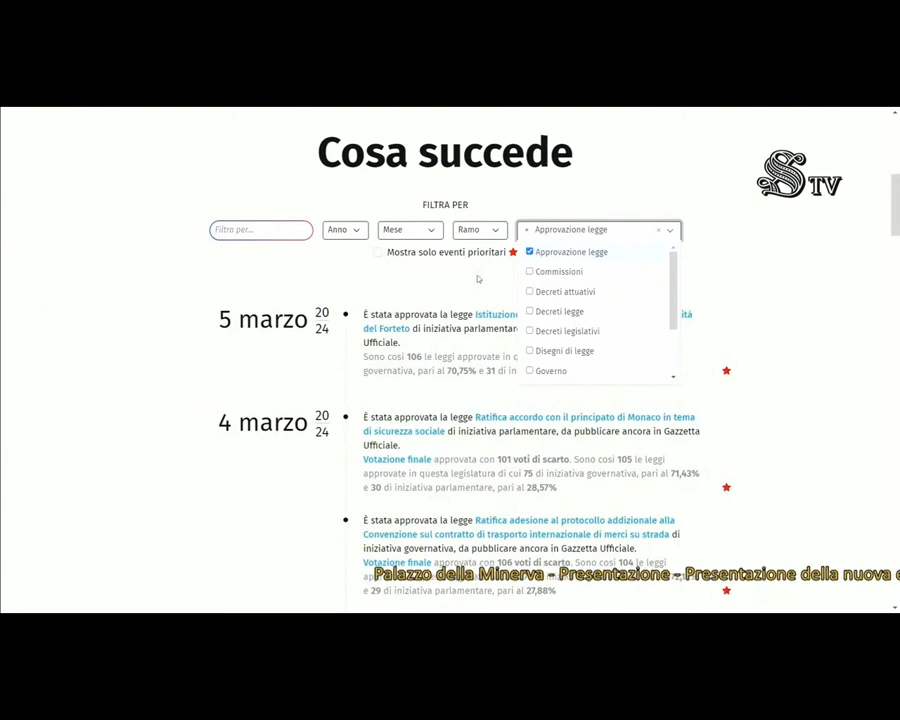 Cosa succede
S TV
FILTRA PER
Filtra per...
Anno
Mese
Ramo
× Approvazione legge ×
Mostra solo eventi prioritari
Approvazione legge
Commissioni
Decreti attuativi
Decreti legge
Decreti legislativi
Disegni di legge
Governo
5 marzo 20 24
È stata approvata la legge Istituzione
del Forteto di iniziativa parlamentare
Ufficiale.
Sono così 106 le leggi approvate in
governativa, pari al 70,75% e 31 di in
4 marzo 20 24
È stata approvata la legge Ratifica accordo con il principato di Monaco in tema
di sicurezza sociale di iniziativa parlamentare, da pubblicare ancora in Gazzetta
Ufficiale.
Votazione finale approvata con 101 voti di scarto. Sono così 105 le leggi
approvate in questa legislatura di cui 75 di iniziativa governativa, pari al 71,43%
e 30 di iniziativa parlamentare, pari al 28,57%
È stata approvata la legge Ratifica adesione al protocollo addizionale alla
Convenzione sul contratto di trasporto internazionale di merci su strada di
iniziativa governativa, da pubblicare ancora in Gazzetta Ufficiale.
Votazione finale approvata con 106 voti di scarto. Sono così 104 le leggi
Palazzo della Minerva - Presentazione - Presentazione della nuova
e 29 di iniziativa parlamentare, pari al 27,88%